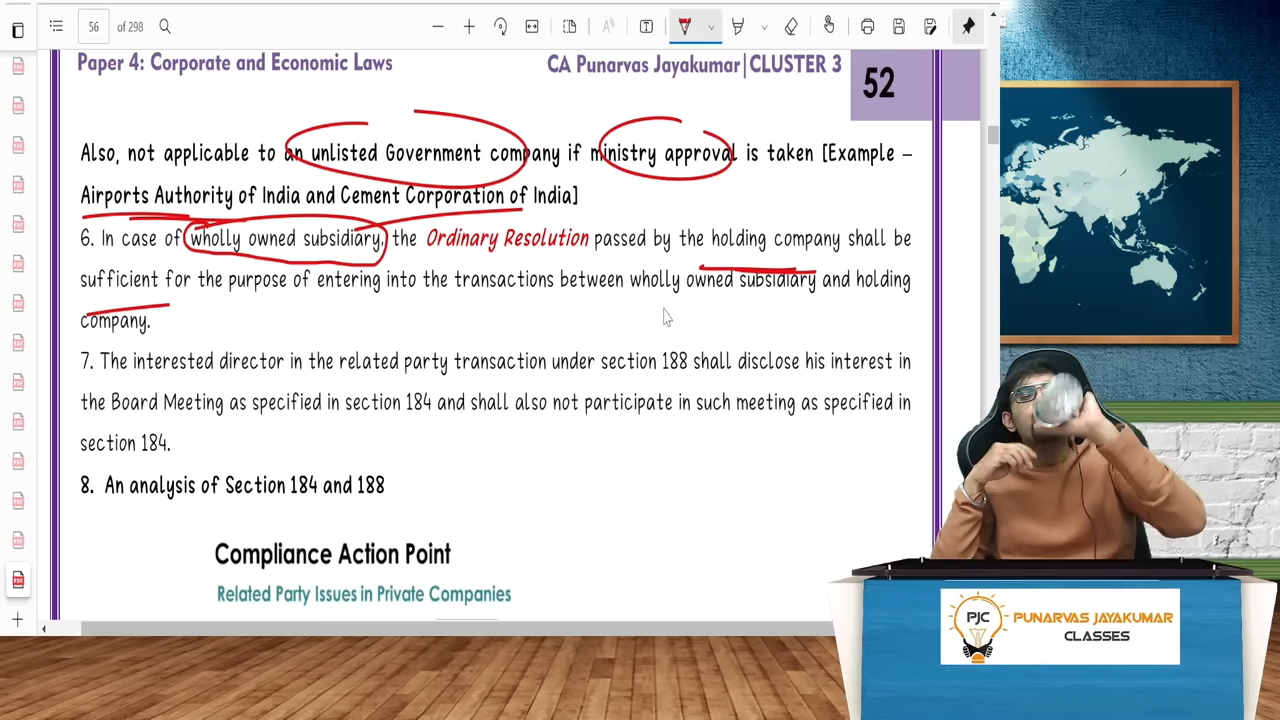 56 of 298
Paper 4: Corporate and Economic Laws
CA Punarvas Jayakumar|CLUSTER 3
52
Also, not applicable to an unlisted Government company if ministry approval is taken [Example –
Airports Authority of India and Cement Corporation of India]
6. In case of wholly owned subsidiary, the Ordinary Resolution passed by the holding company shall be
sufficient for the purpose of entering into the transactions between wholly owned subsidiary and holding
company.
7. The interested director in the related party transaction under section 188 shall disclose his interest in
the Board Meeting as specified in section 184 and shall also not participate in such meeting as specified in
section 184.
8. An analysis of Section 184 and 188
Compliance Action Point
Related Party Issues in Private Companies
PJC
PUNARVAS JAYAKUMAR
CLASSES